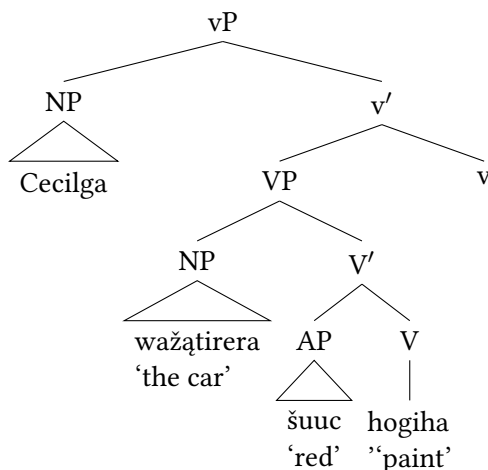 vP
NP v′
Cecilga VP v
NP V′
wažątirera AP V
‘the car’ šuuc hogiha
‘red’ ’‘paint’